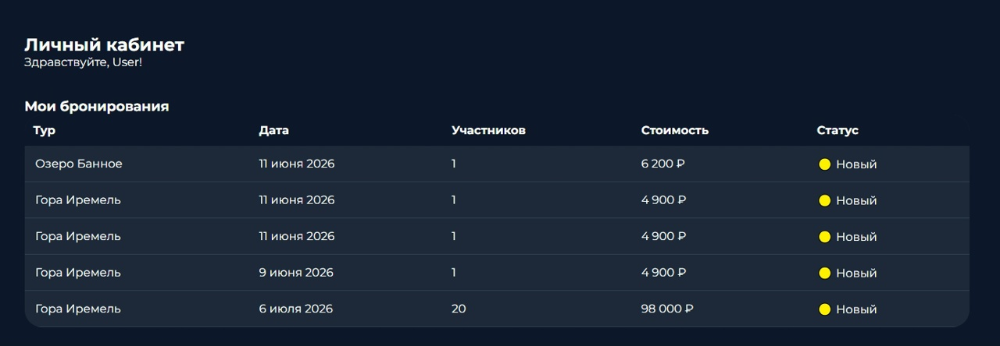 Личный кабинет
Здравствуйте, User!
Мои бронирования
Тур Дата Участников Стоимость Статус
Озеро Банное 11 июня 2026 1 6 200 ₽ Новый
Гора Иремель 11 июня 2026 1 4 900 ₽ Новый
Гора Иремель 11 июня 2026 1 4 900 ₽ Новый
Гора Иремель 9 июня 2026 1 4 900 ₽ Новый
Гора Иремель 6 июля 2026 20 98 000 ₽ Новый